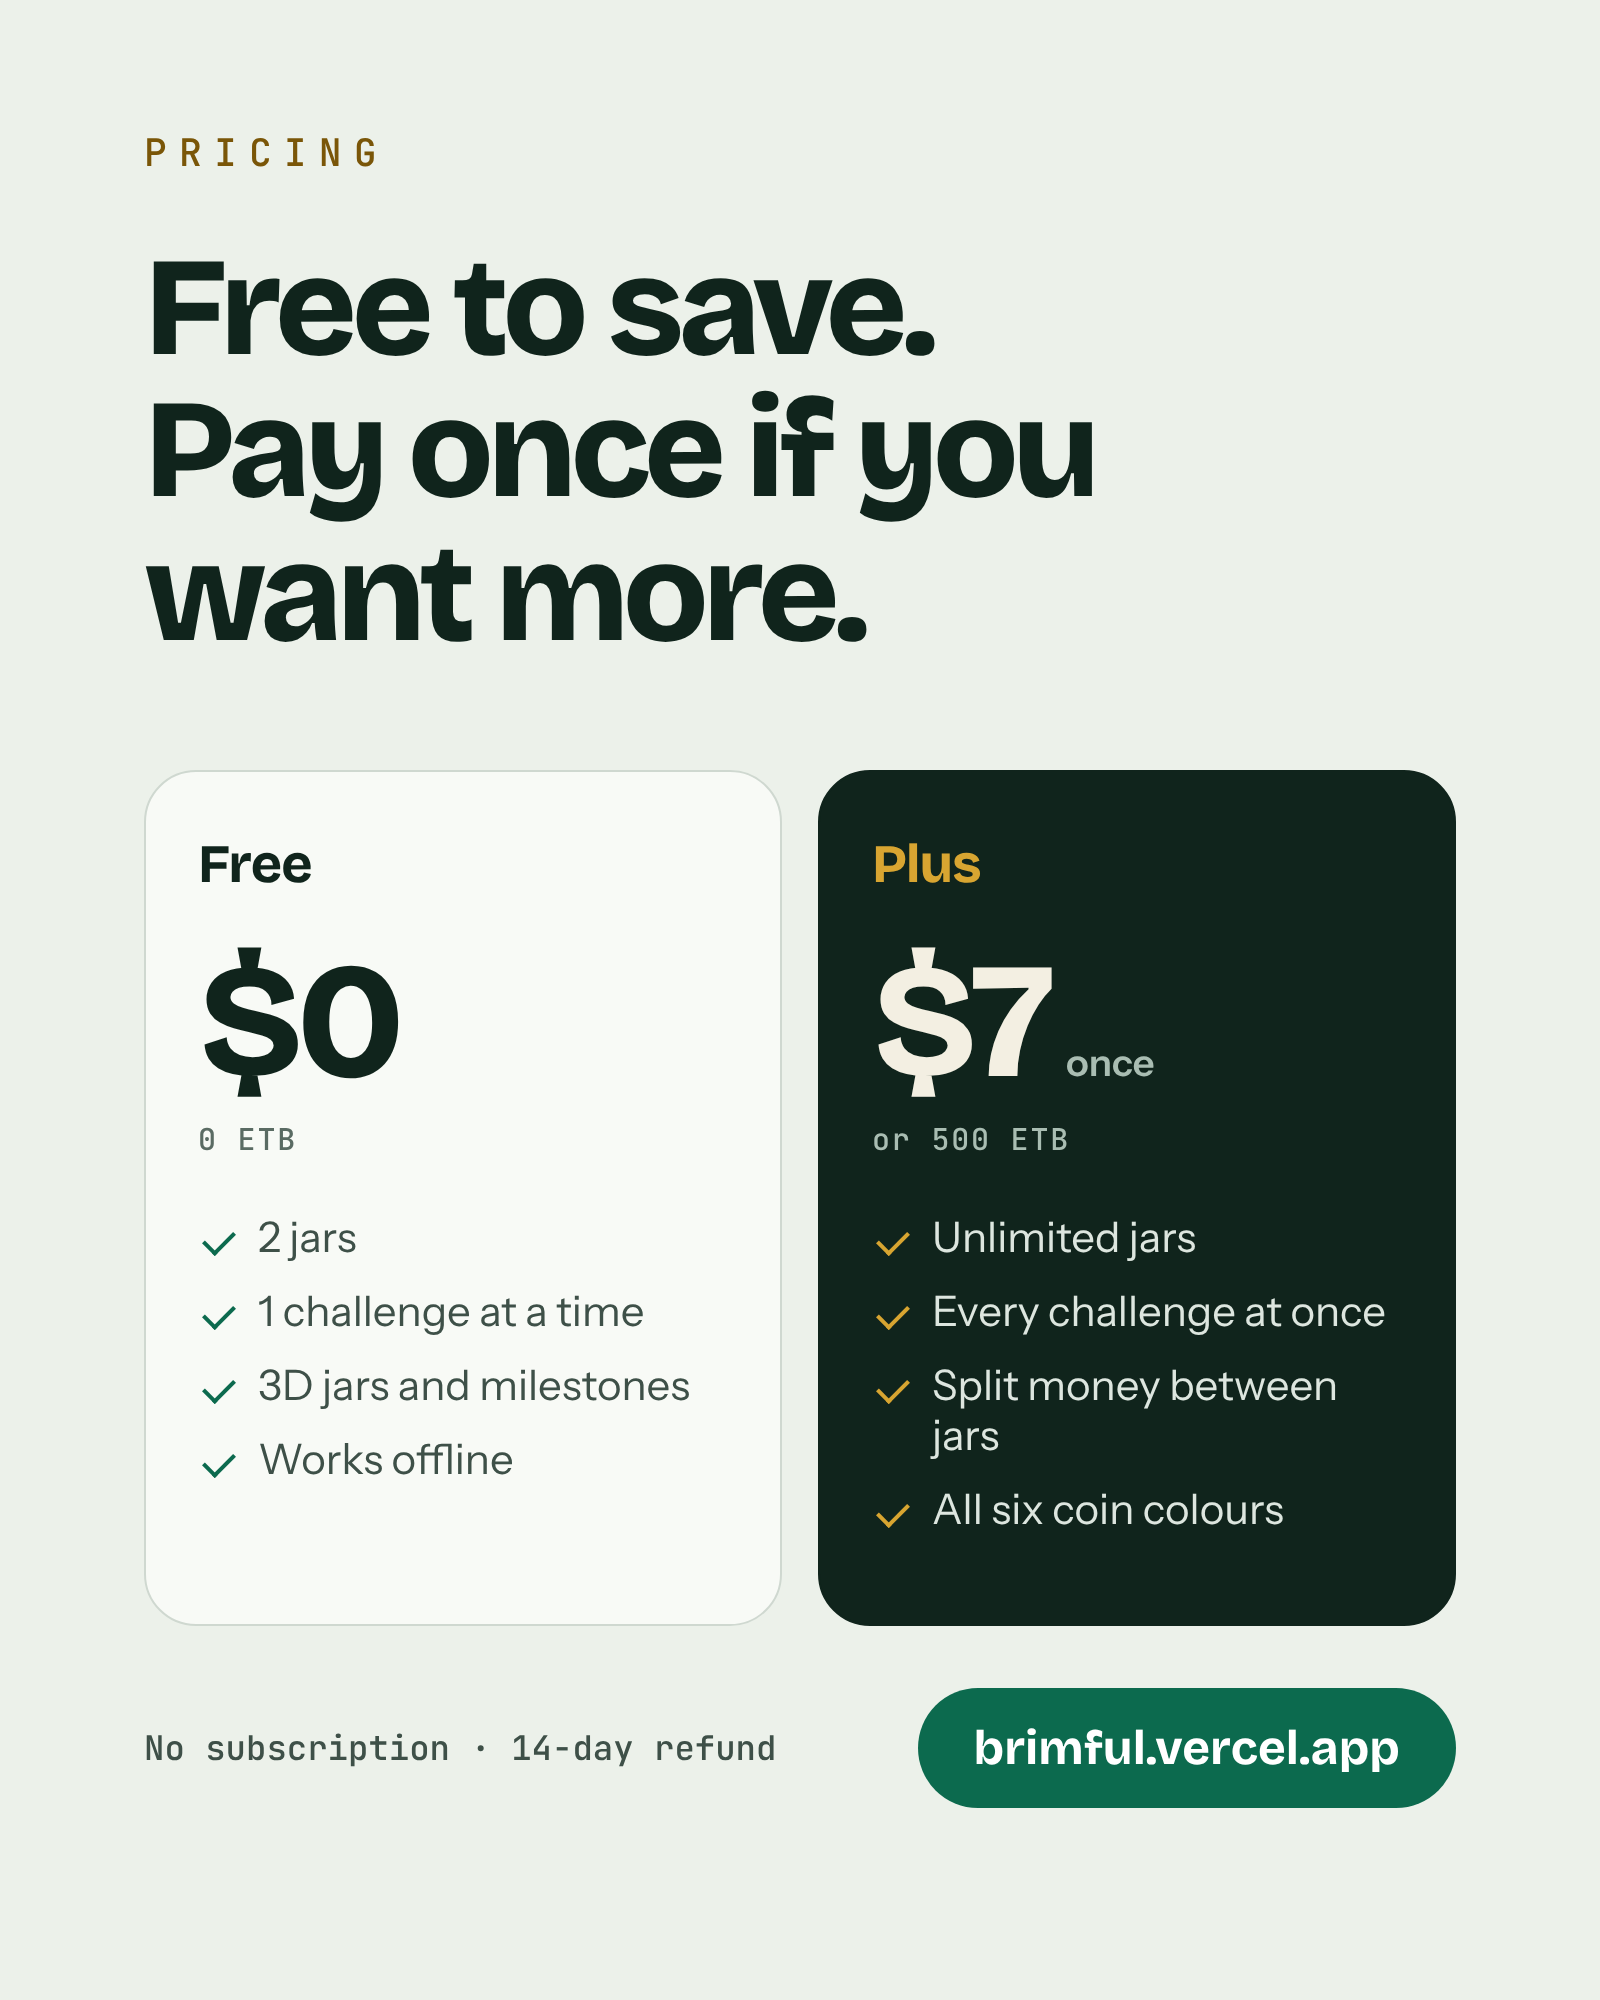 PRICING
Free to save.
Pay once if you
want more.
Free
$0
0 ETB
2 jars
1 challenge at a time
3D jars and milestones
Works offline
Plus
$7 once
or 500 ETB
Unlimited jars
Every challenge at once
Split money between
jars
All six coin colours
No subscription · 14-day refund
brimful.vercel.app